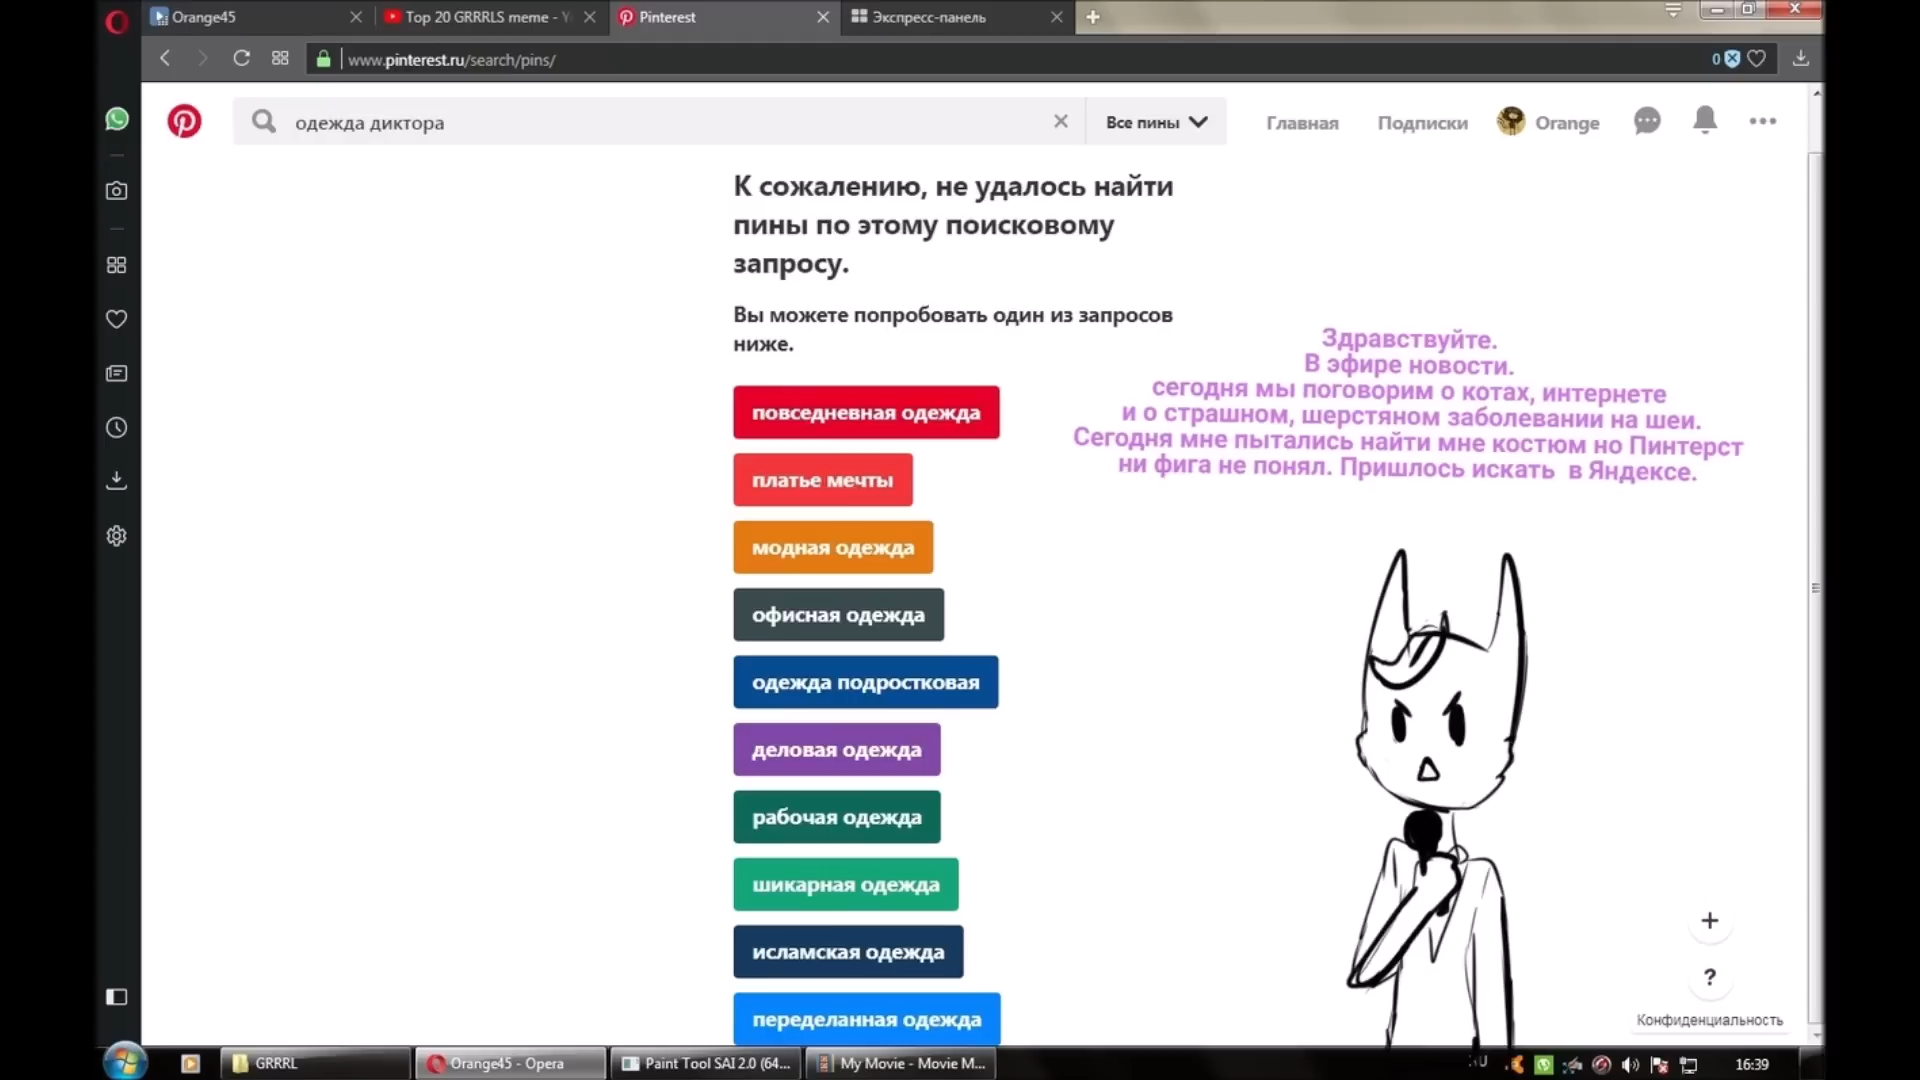 Orange45
Top 20 GRRRLS meme - Y
Pinterest
Экспресс-панель
www.pinterest.ru/search/pins/
0
одежда диктора
Все пины
Главная
Подписки
Orange
К сожалению, не удалось найти
пины по этому поисковому
запросу.
Вы можете попробовать один из запросов
ниже.
Здравствуйте.
В эфире новости.
сегодня мы поговорим о котах, интернете
и о страшном, шерстяном заболевании на шеи.
Сегодня мне пытались найти мне костюм но Пинтерст
ни фига не понял. Пришлось искать в Яндексе.
повседневная одежда
платье мечты
модная одежда
офисная одежда
одежда подростковая
деловая одежда
рабочая одежда
шикарная одежда
исламская одежда
переделанная одежда
+
?
Конфиденциальность
GRRRL
Orange45 - Opera
Paint Tool SAI 2.0 (64...
My Movie - Movie M...
16:39